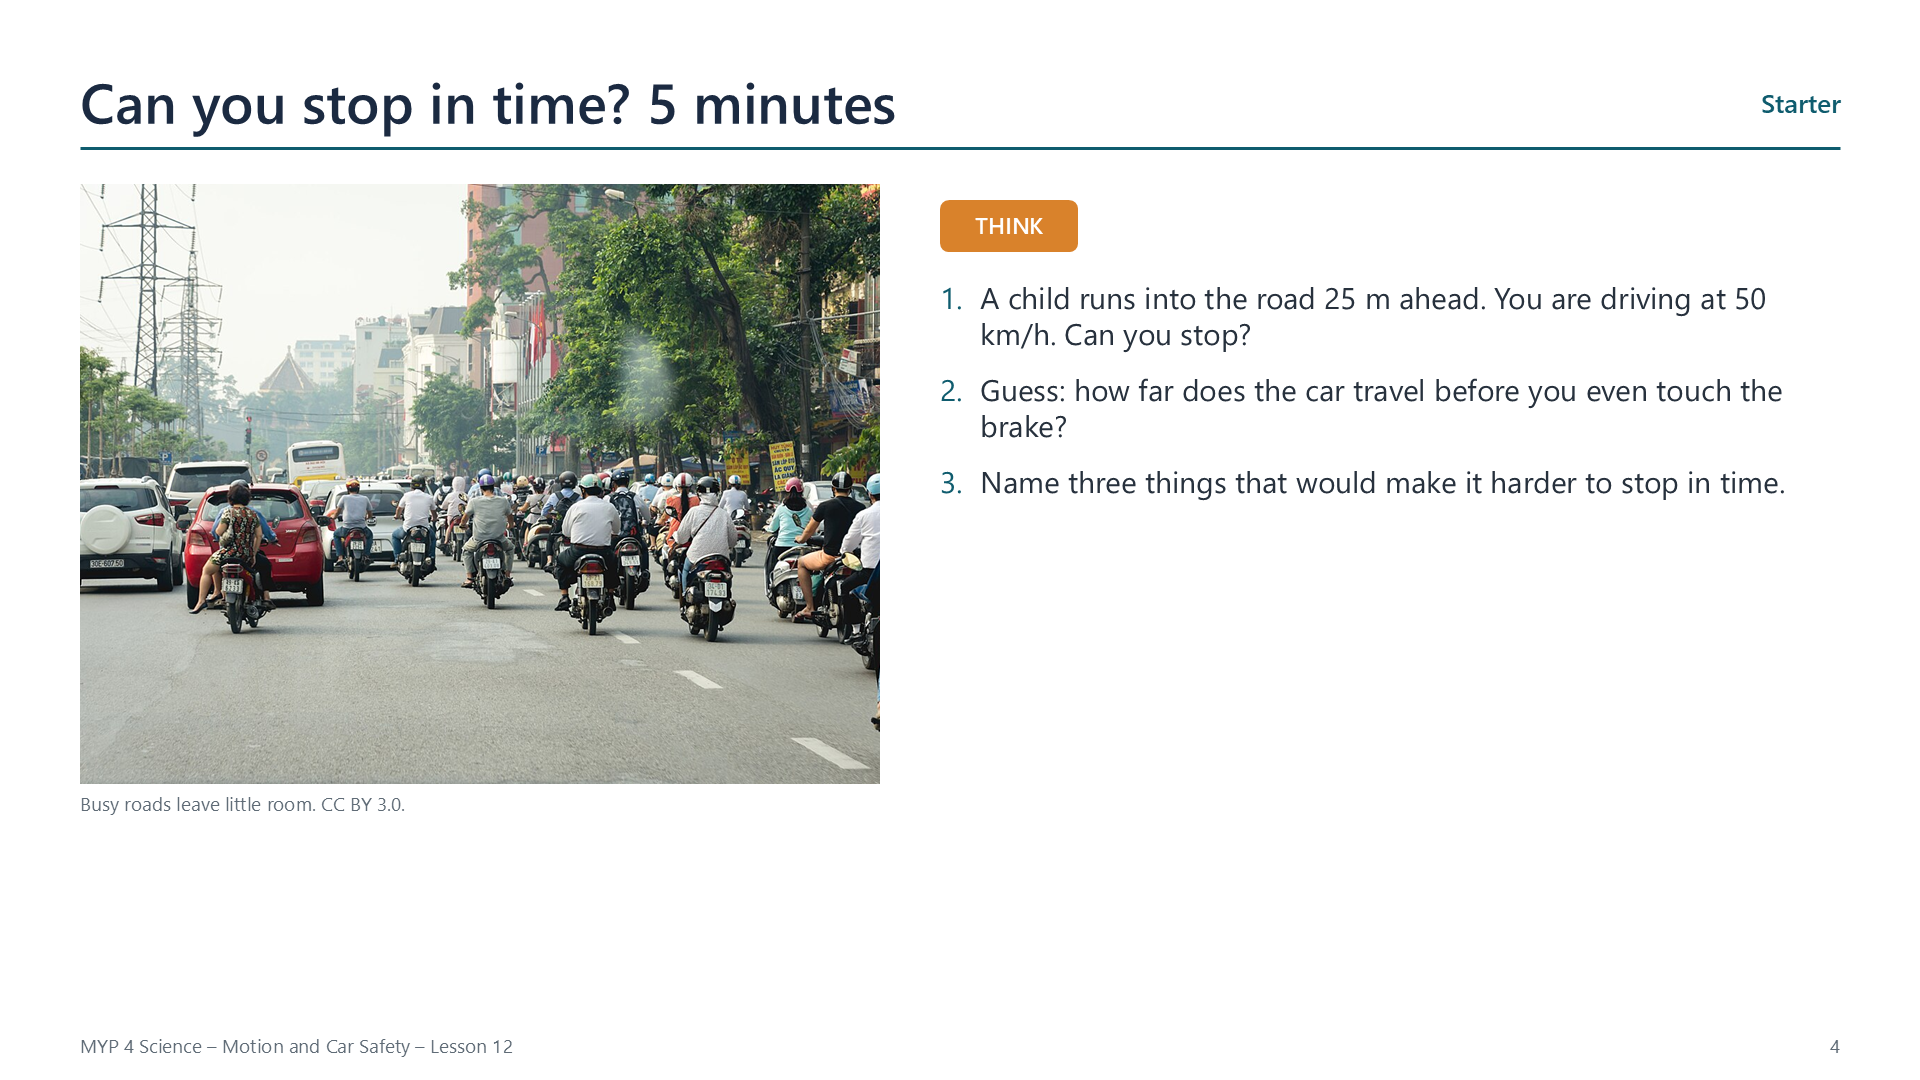 Can you stop in time? 5 minutes
Starter
THINK
1. A child runs into the road 25 m ahead. You are driving at 50
km/h. Can you stop?
2. Guess: how far does the car travel before you even touch the
brake?
3. Name three things that would make it harder to stop in time.
Busy roads leave little room. CC BY 3.0.
MYP 4 Science – Motion and Car Safety – Lesson 12
4